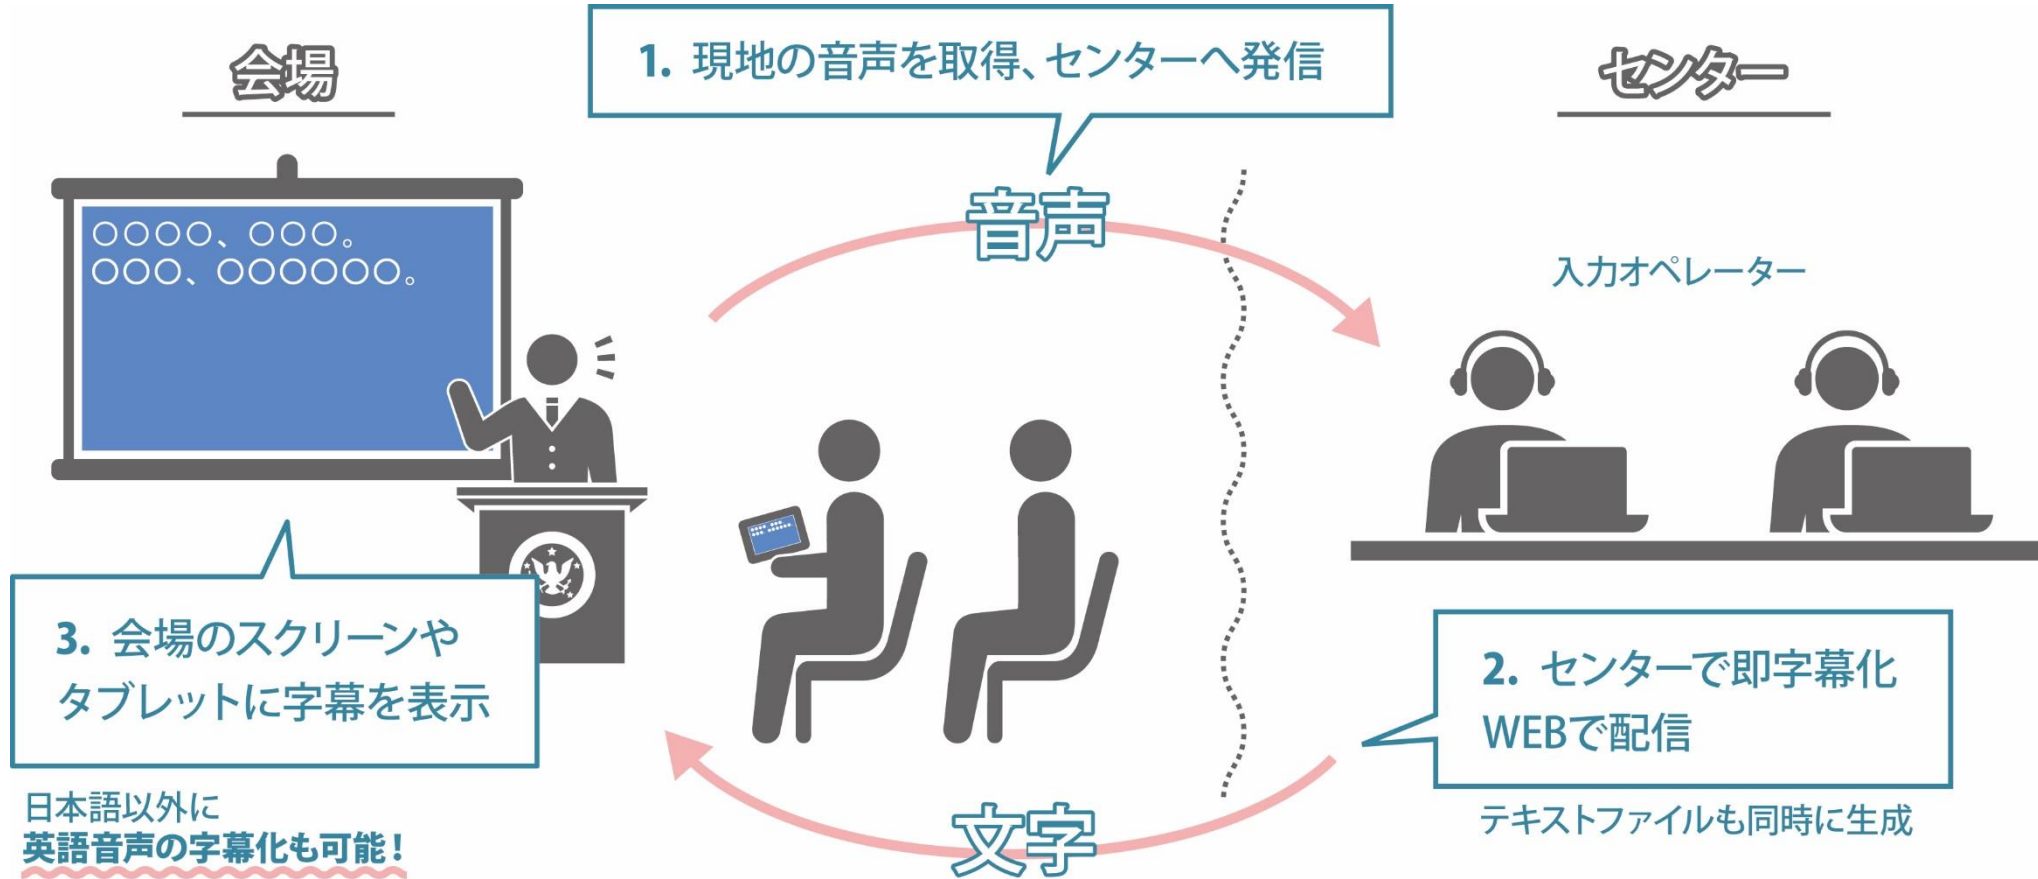 会場
1. 現地の音声を取得、センターへ発信
センター
○○○○、○○○。
○○○、○○○○○○。
音声
入力オペレーター
3. 会場のスクリーンや
タブレットに字幕を表示
2. センターで即字幕化
WEBで配信
テキストファイルも同時に生成
文字
日本語以外に
英語音声の字幕化も可能!